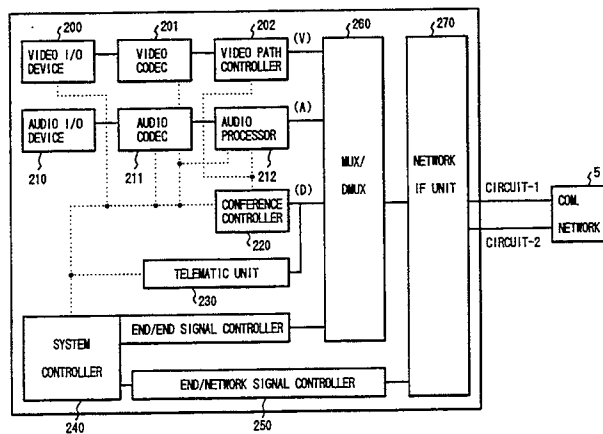 200
201
202
260
270
VIDEO I/O
DEVICE
VIDEO
CODEC
VIDEO PATH
CONTROLLER
(V)
AUDIO I/O
DEVICE
AUDIO
CODEC
AUDIO
PROCESSOR
(A)
210
211
212
MUX/
DMUX
NETWORK
IF UNIT
CIRCUIT-1
CIRCUIT-2
5
COM.
NETWORK
CONFERENCE
CONTROLLER
(D)
220
TELEMATIC UNIT
230
SYSTEM
CONTROLLER
END/END SIGNAL CONTROLLER
END/NETWORK SIGNAL CONTROLLER
240
250